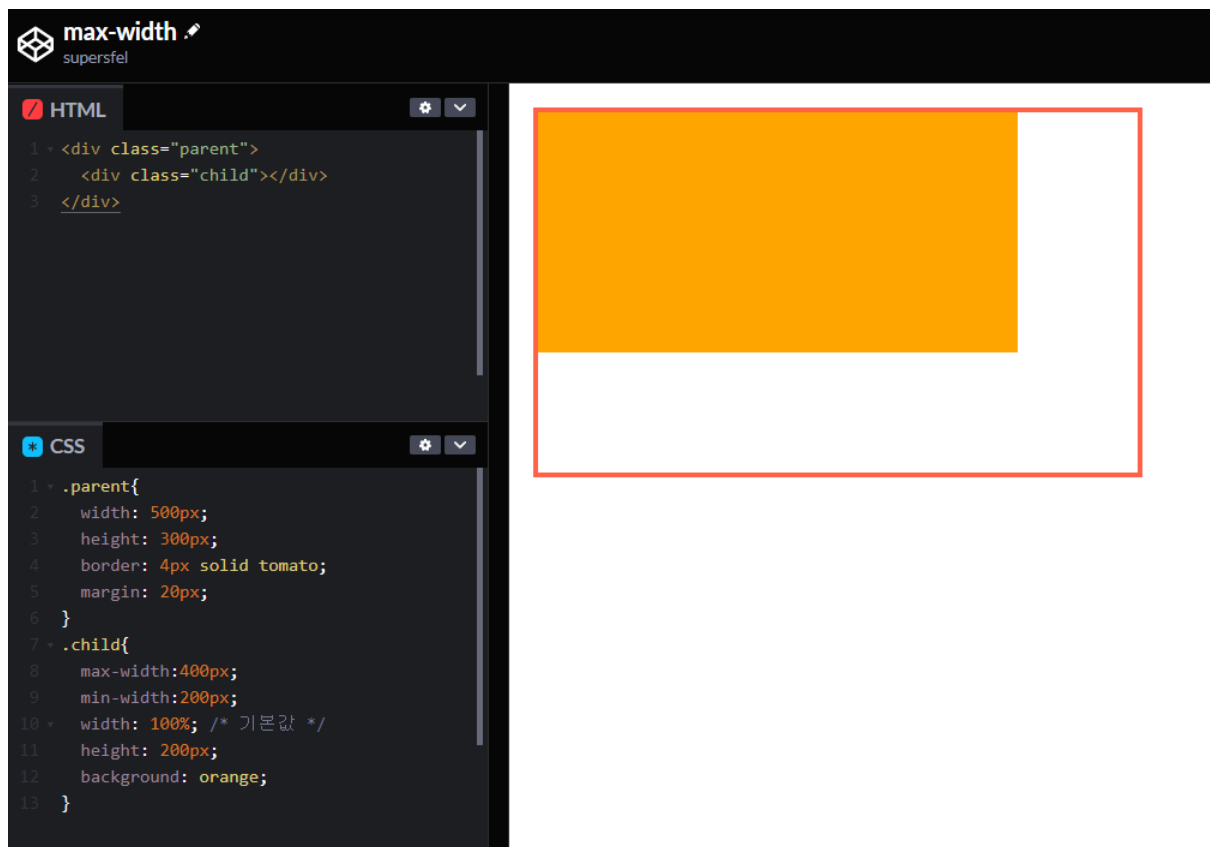 max-width
supersfel
HTML
1 <div class="parent">
2 <div class="child"></div>
3 </div>
CSS
1 .parent{
2 width: 500px;
3 height: 300px;
4 border: 4px solid tomato;
5 margin: 20px;
6 }
7 .child{
8 max-width:400px;
9 min-width:200px;
10 width: 100%; /* 기본값 */
11 height: 200px;
12 background: orange;
13 }